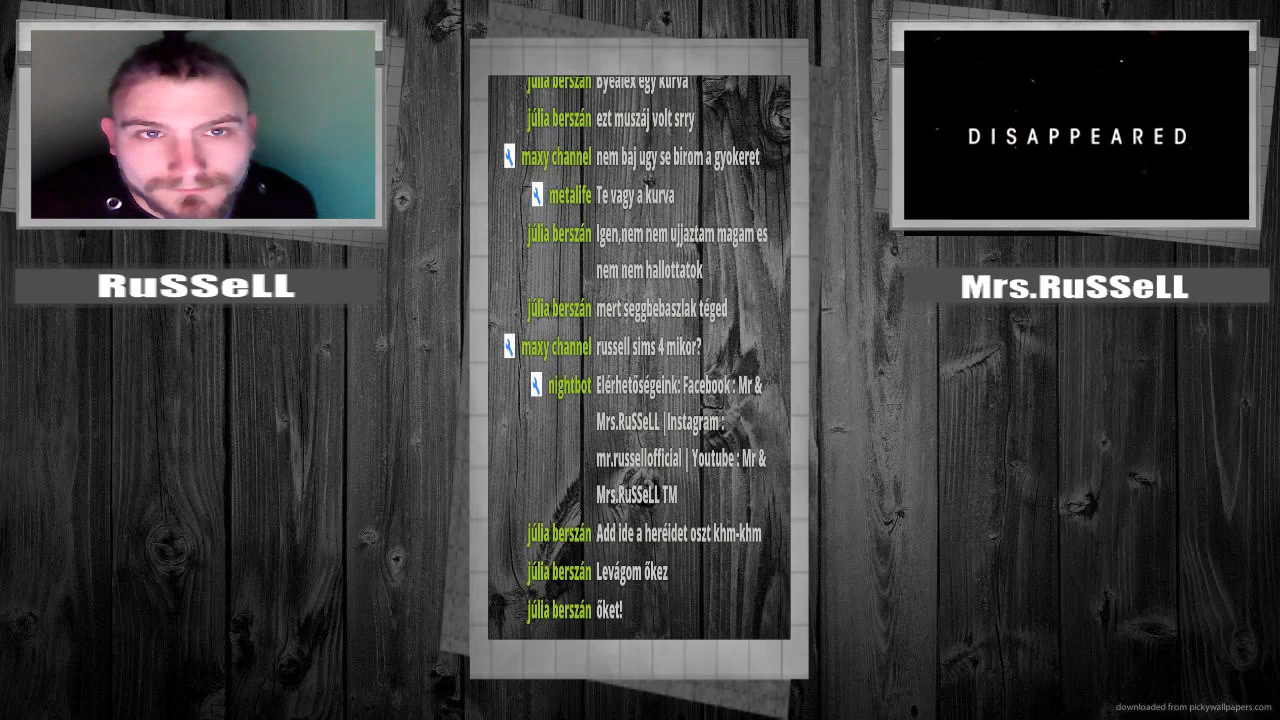 júlia berszán byealex egy kurva
júlia berszán ezt muszáj volt srry
maxy channel nem baj ugy se birom a gyokeret
metalife Te vagy a kurva
júlia berszán Igen,nem nem ujjaztam magam es
nem nem hallottatok
júlia berszán mert seggbebaszlak téged
maxy channel russell sims 4 mikor?
nightbot Elérhetőségeink: Facebook : Mr &
Mrs.RuSSeLL | Instagram :
mr.russellofficial | Youtube : Mr &
Mrs.RuSSeLL TM
júlia berszán Add ide a heréidet oszt khm-khm
júlia berszán Levágom őkez
júlia berszán őket!
RuSSeLL
DISAPPEARED
Mrs.RuSSeLL
downloaded from pickywallpapers.com